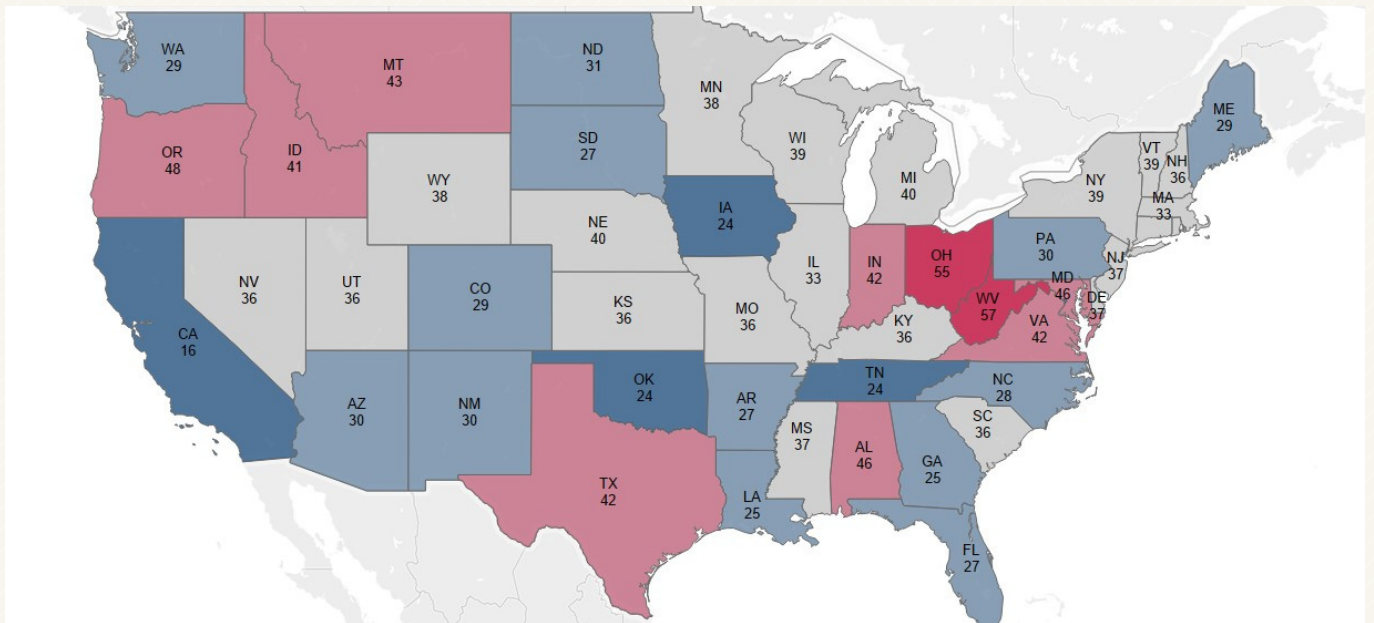 WA
29
MT
43
ND
31
MN
38
OR
48
ID
41
WY
38
SD
27
WI
39
MI
40
NY
39
VT
39
NH
36
ME
29
MA
33
NE
40
IA
24
IL
33
IN
42
OH
55
PA
30
NJ
37
MD
46
DE
37
NV
36
UT
36
CO
29
KS
36
MO
36
KY
36
WV
57
VA
42
CA
16
AZ
30
NM
30
OK
24
AR
27
TN
24
NC
28
SC
36
TX
42
LA
25
MS
37
AL
46
GA
25
FL
27